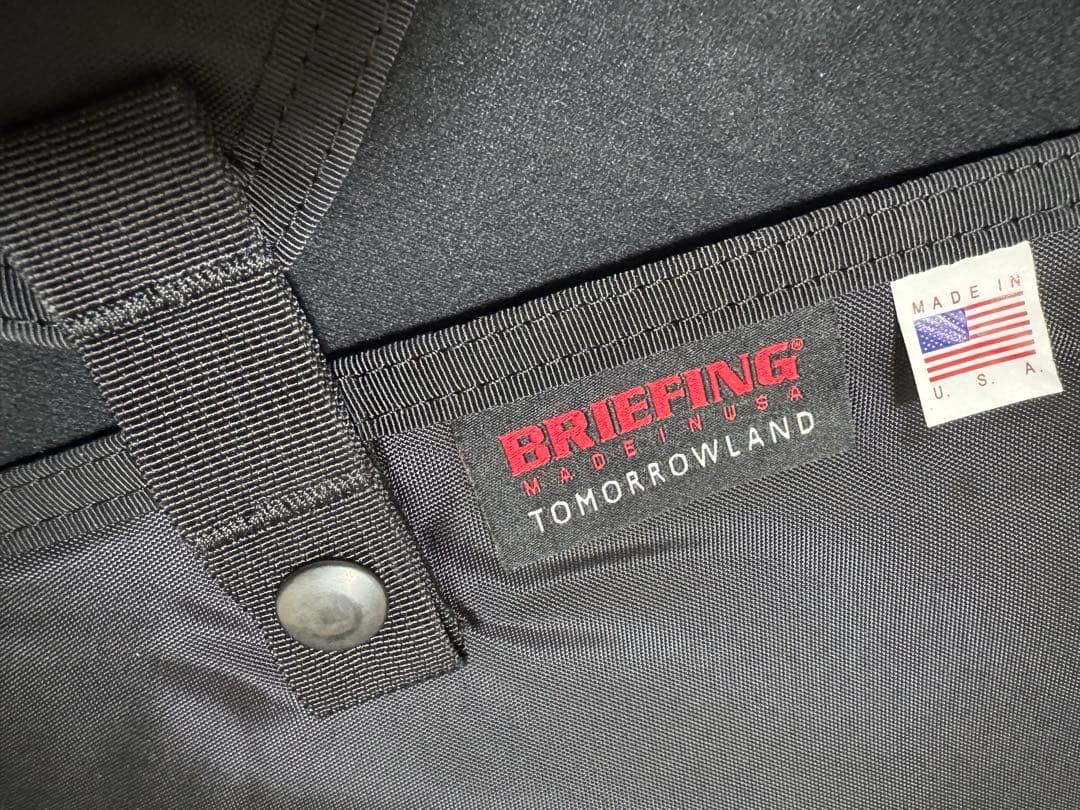 BRIEFING®
MADE IN USA
TOMORROWLAND
MADE IN
U. S. A.